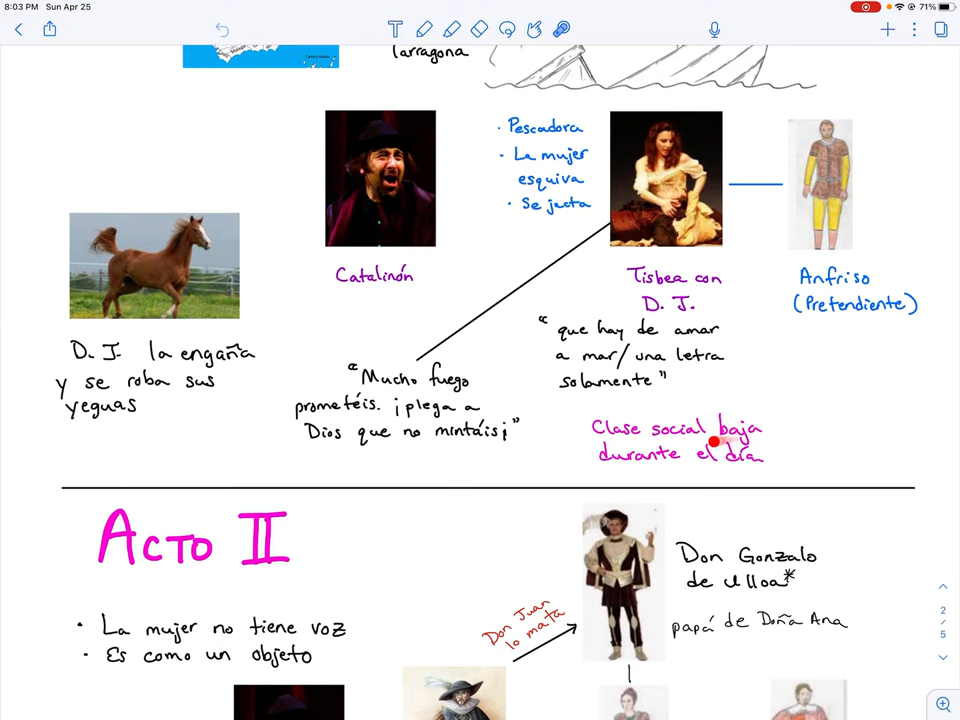 8:03 PM Sun Apr 25
71%
Tarragona
· Pescadora
· La mujer
esquiva
· Se jacta
Catalinón
Tisbea con
D. J.
Anfriso
(Pretendiente)
"que hay de amar
a mar/una letra
solamente"
D. J. la engaña
y se roba sus
yeguas
"Mucho fuego
prometéis. ¡plega a
Dios que no mintáis¡"
Clase social baja
durante el día
ACTO II
Don Gonzalo
de Ulloa*
papá de Doña Ana
Don Juan
lo mata
· La mujer no tiene voz
· Es como un objeto
2
/
5